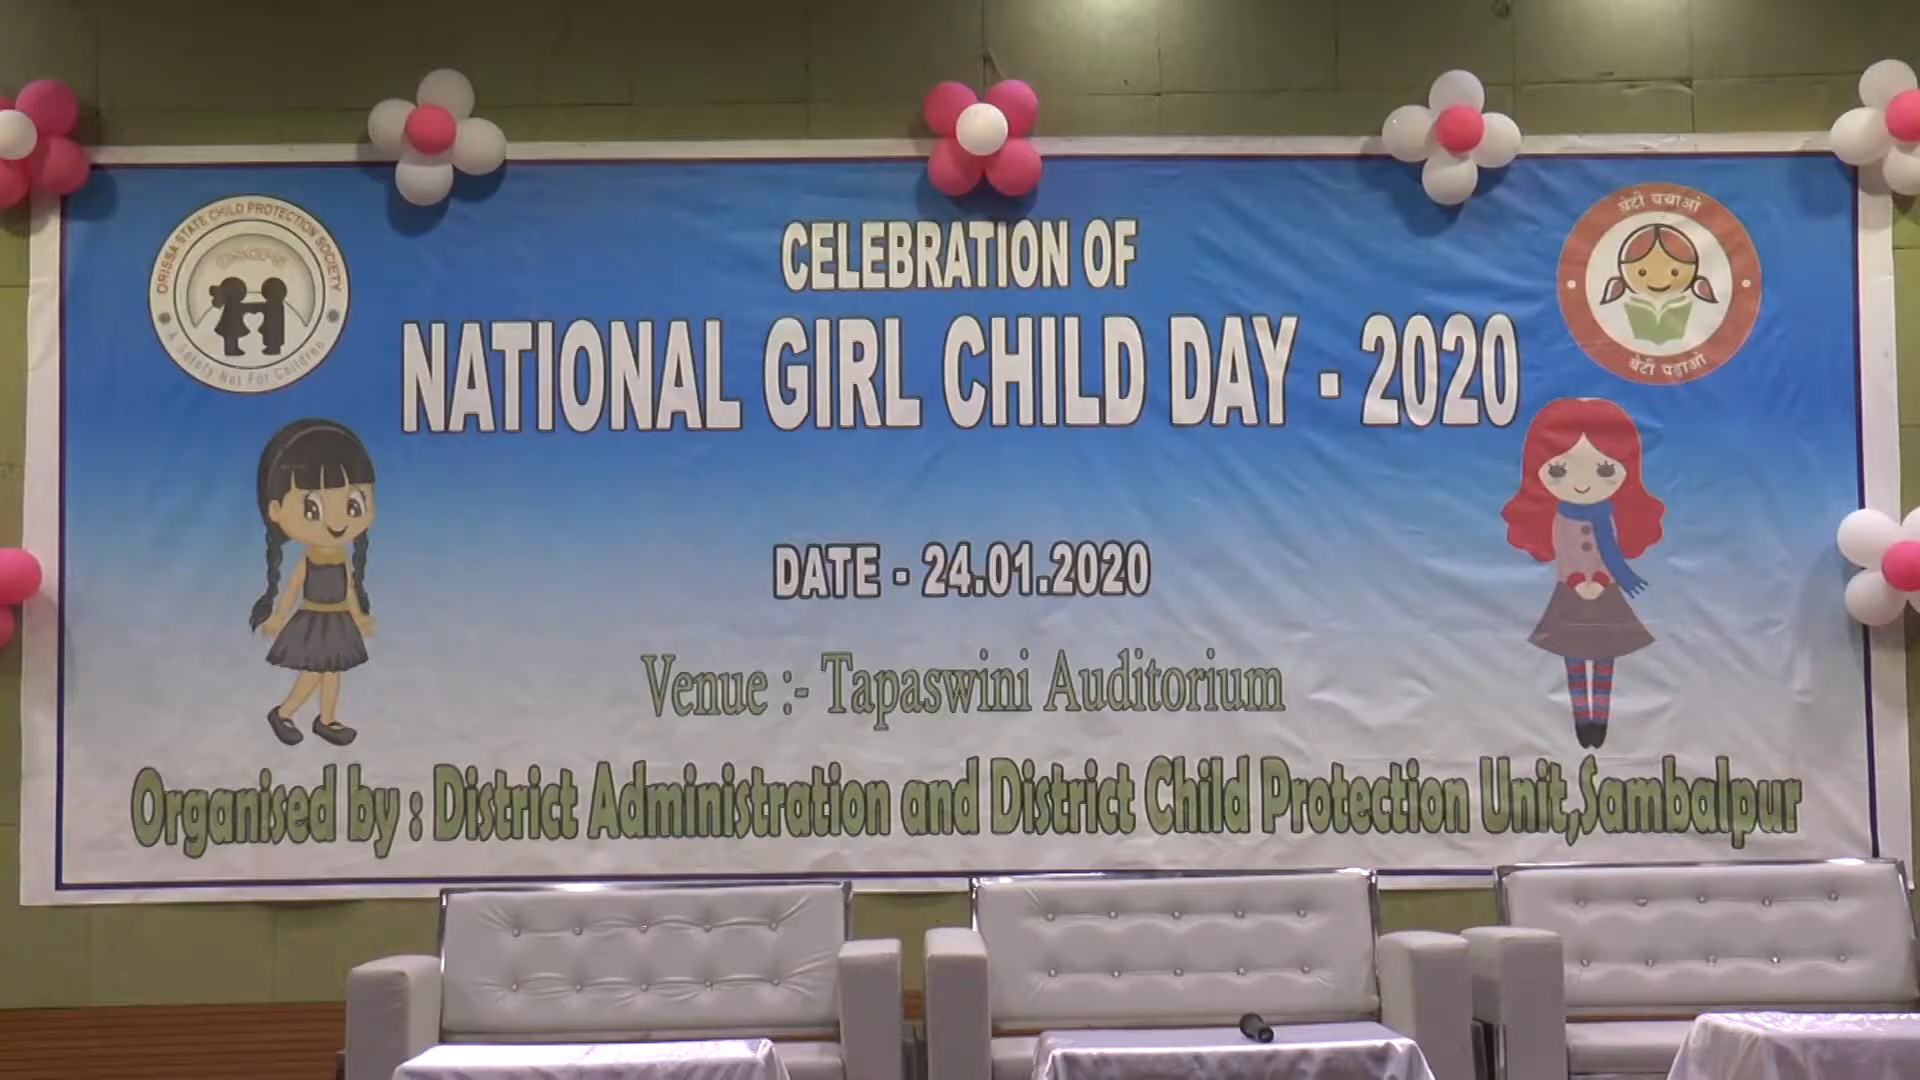 ORISSA STATE CHILD PROTECTION SOCIETY
A Safety Net For Children
बेटी बचाओ
बेटी पढ़ाओ
CELEBRATION OF
NATIONAL GIRL CHILD DAY - 2020
DATE - 24.01.2020
Venue :- Tapaswini Auditorium
Organised by : District Administration and District Child Protection Unit,Sambalpur